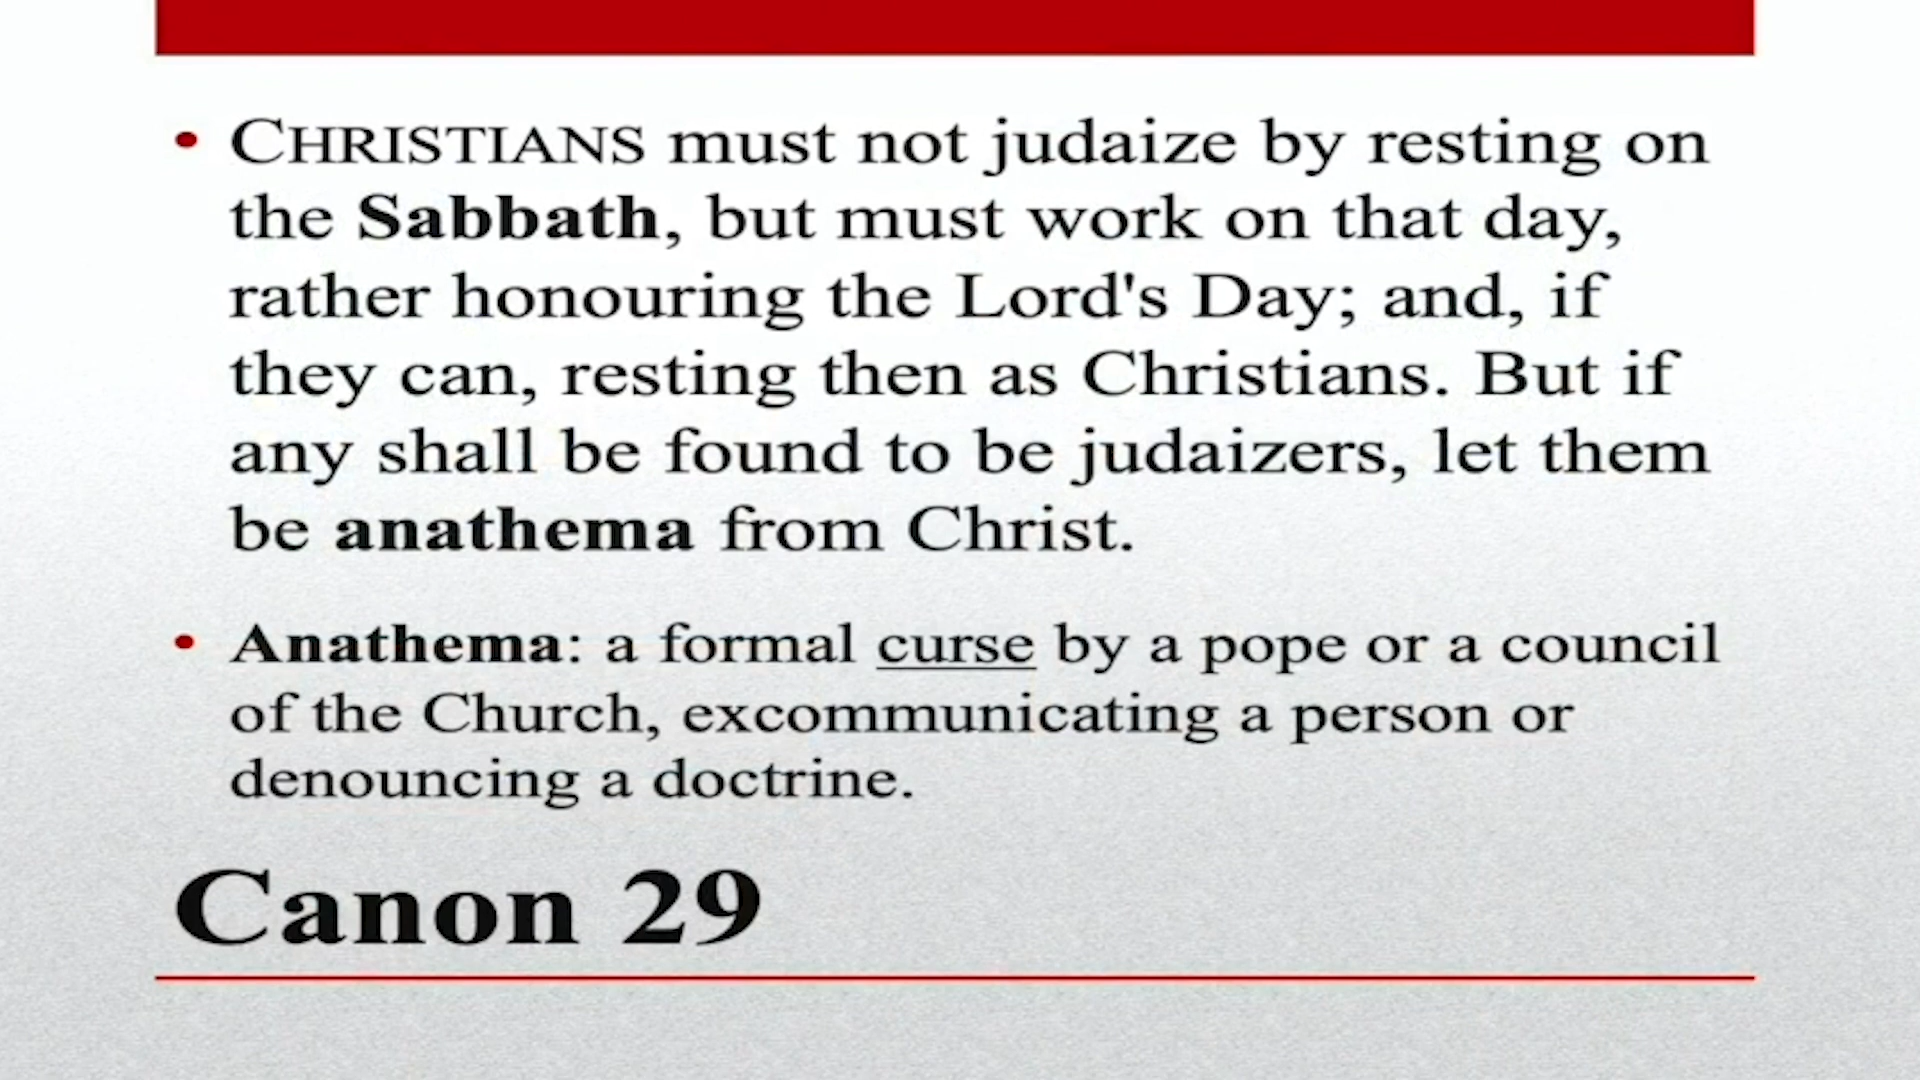 • CHRISTIANS must not judaize by resting on
the Sabbath, but must work on that day,
rather honouring the Lord's Day; and, if
they can, resting then as Christians. But if
any shall be found to be judaizers, let them
be anathema from Christ.
• Anathema: a formal curse by a pope or a council
of the Church, excommunicating a person or
denouncing a doctrine.
Canon 29